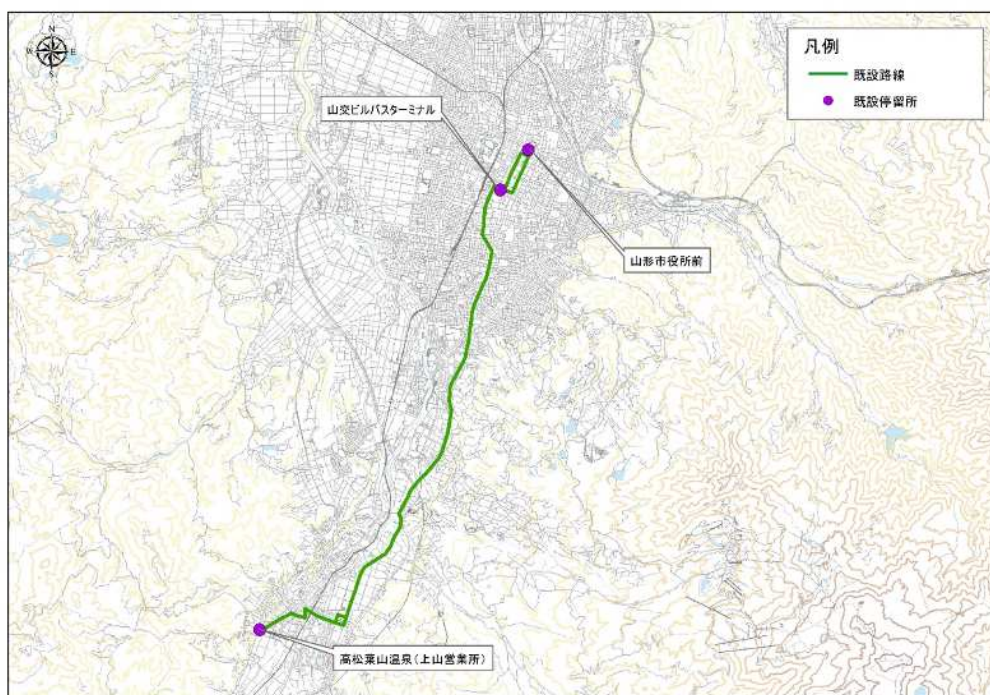 N
W
E
S
凡例
既設路線
既設停留所
山交ビルバスターミナル
山形市役所前
高松葉山温泉(上山営業所)